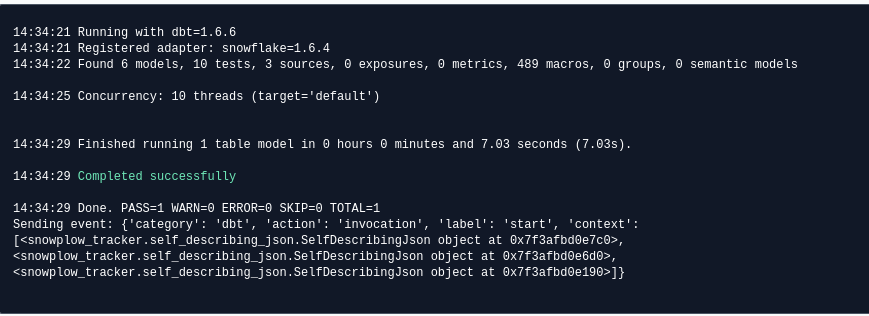 14:34:21 Running with dbt=1.6.6
14:34:21 Registered adapter: snowflake=1.6.4
14:34:22 Found 6 models, 10 tests, 3 sources, 0 exposures, 0 metrics, 489 macros, 0 groups, 0 semantic models
14:34:25 Concurrency: 10 threads (target='default')
14:34:29 Finished running 1 table model in 0 hours 0 minutes and 7.03 seconds (7.03s).
14:34:29 Completed successfully
14:34:29 Done. PASS=1 WARN=0 ERROR=0 SKIP=0 TOTAL=1
Sending event: {'category': 'dbt', 'action': 'invocation', 'label': 'start', 'context':
[<snowplow_tracker.self_describing_json.SelfDescribingJson object at 0x7f3afbd0e7c0>,
<snowplow_tracker.self_describing_json.SelfDescribingJson object at 0x7f3afbd0e6d0>,
<snowplow_tracker.self_describing_json.SelfDescribingJson object at 0x7f3afbd0e190>]}